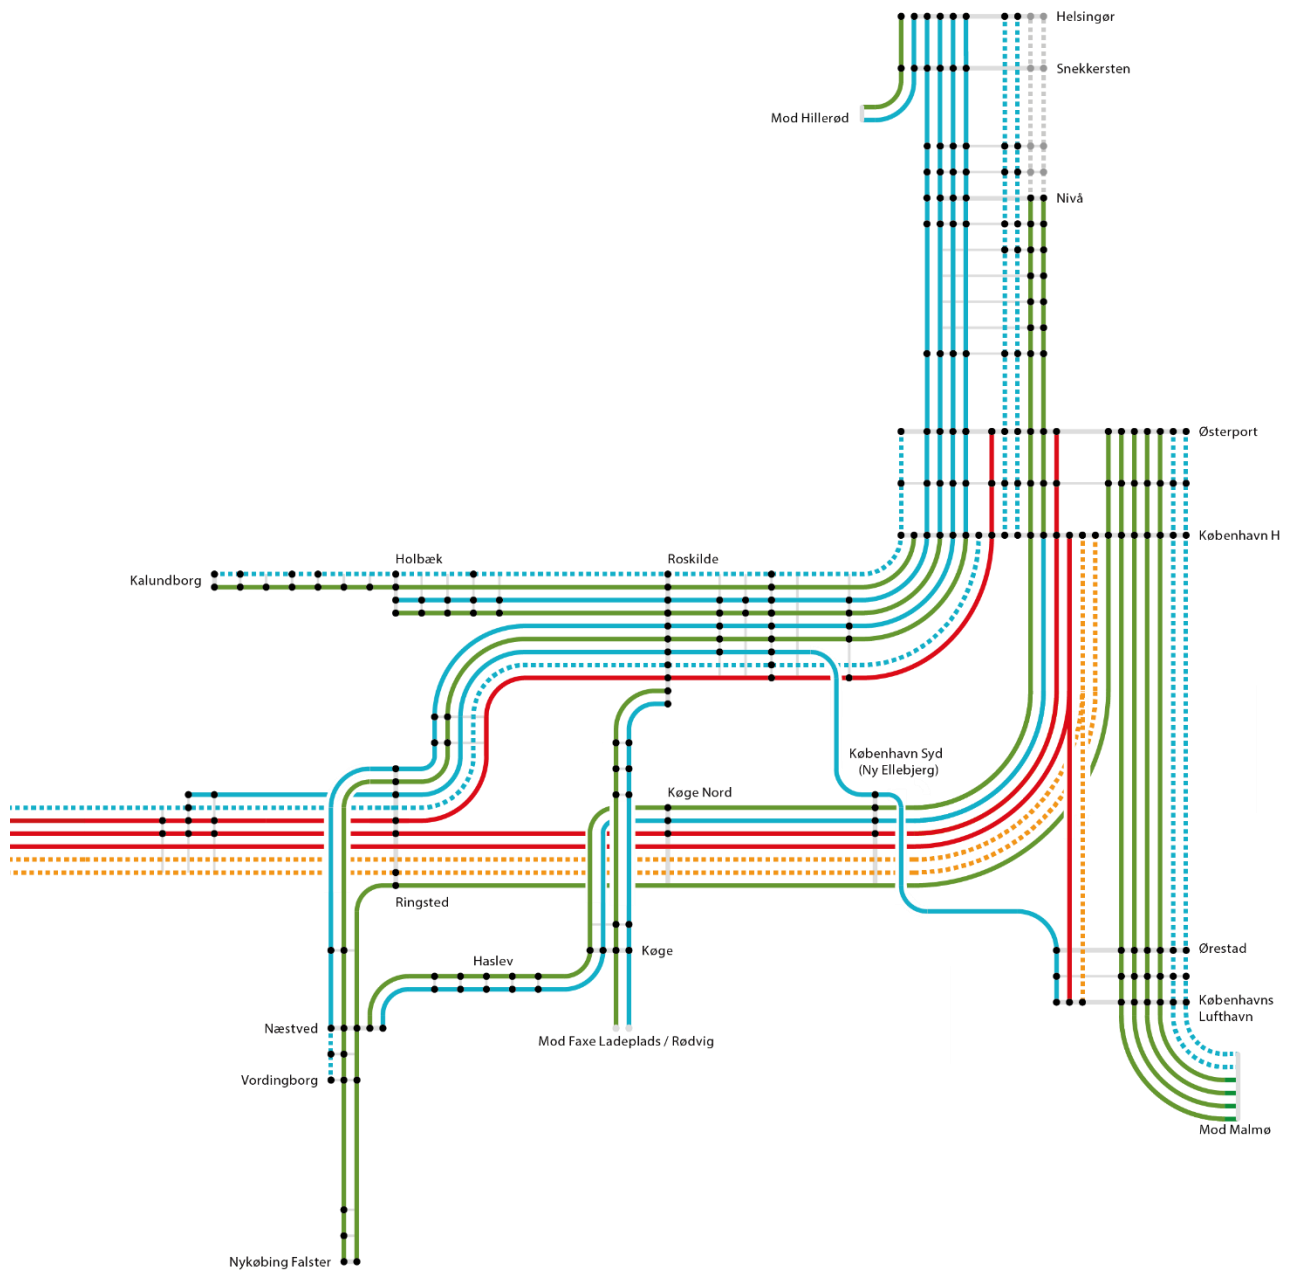 Helsingør
Snekkersten
Mod Hillerød
Nivå
Østerport
København H
Holbæk
Roskilde
Kalundborg
København Syd
(Ny Ellebjerg)
Køge Nord
Ringsted
Køge
Ørestad
Haslev
Københavns
Lufthavn
Næstved
Mod Faxe Ladeplads / Rødvig
Vordingborg
Mod Malmø
Nykøbing Falster